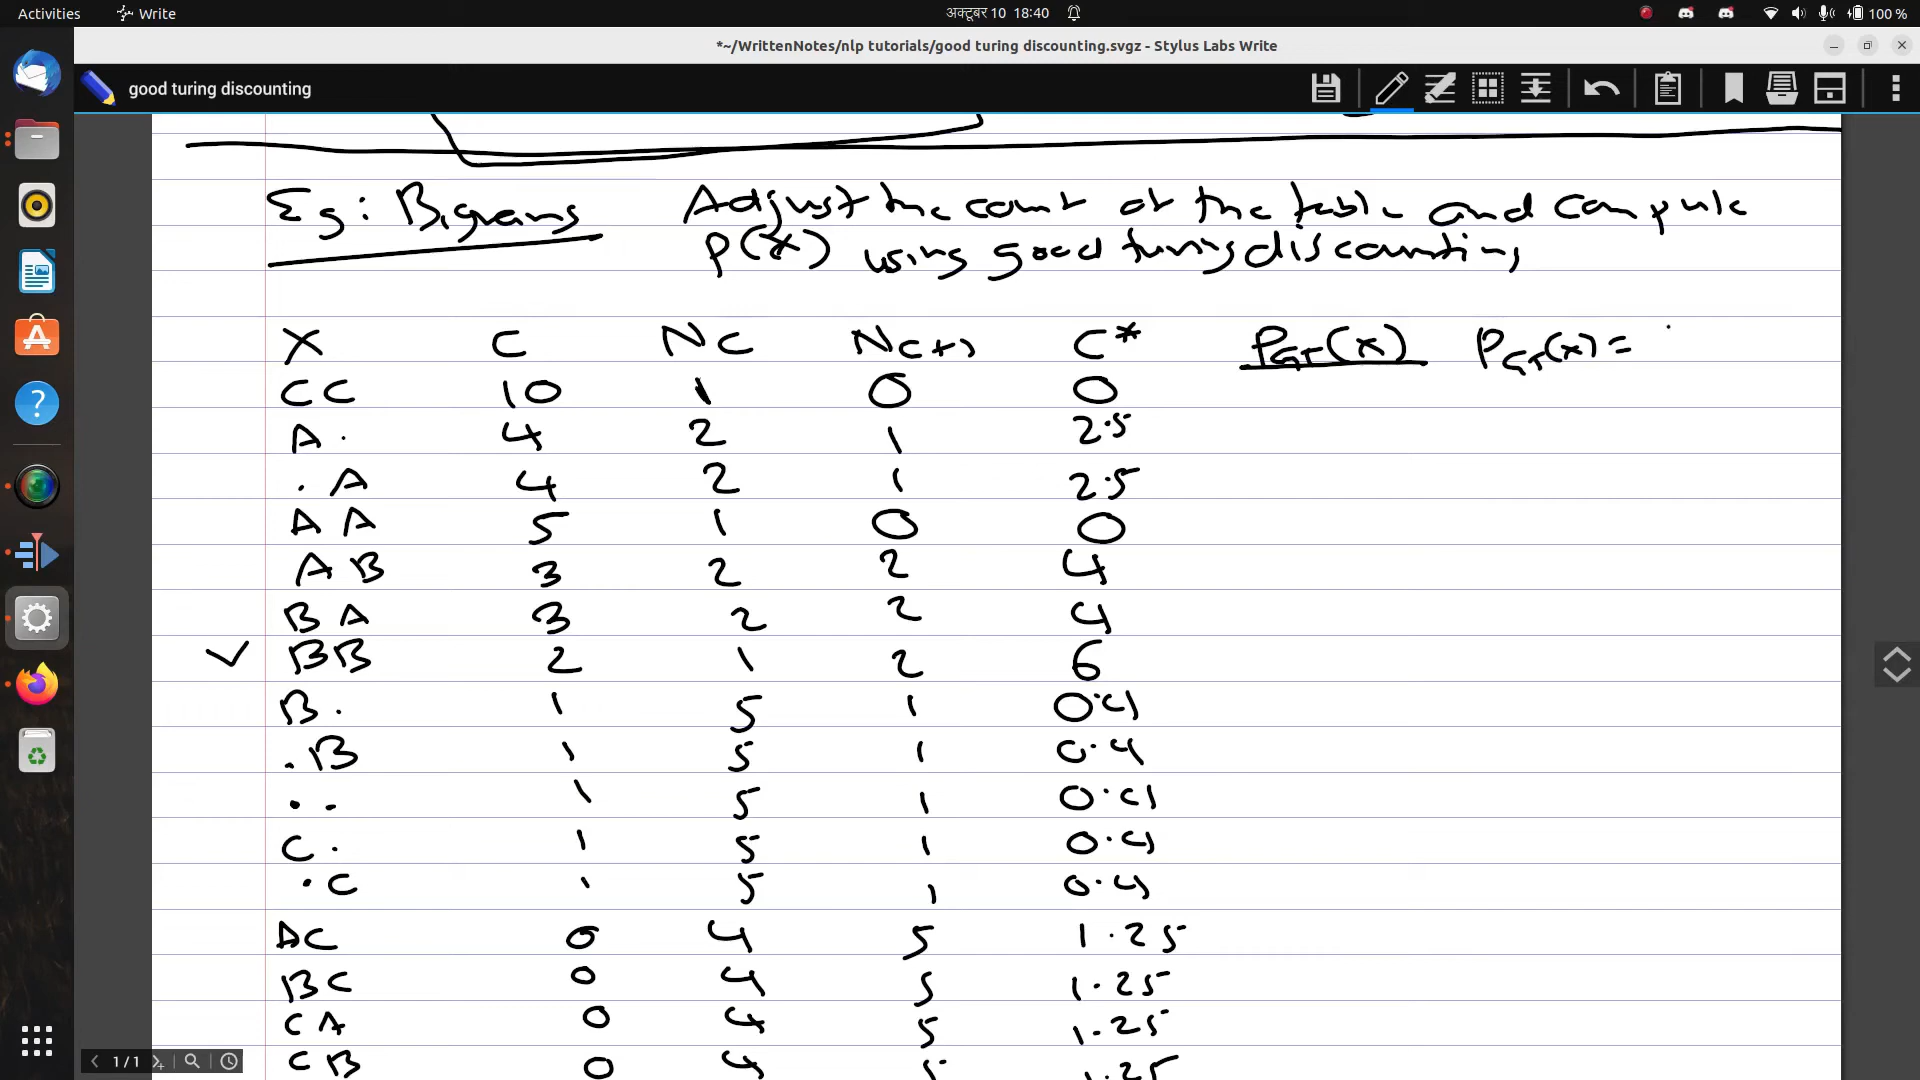 Activities Write अक्टूबर 10 18:40 100 %
*~/WrittenNotes/nlp tutorials/good turing discounting.svgz - Stylus Labs Write
good turing discounting
Eg: Bigrams Adjust the count of the table and compute
P(X) using good turing discounting
X C Nc Nc+1 C* PGT(X) PGT(X) =
CC 10 1 0 0
A. 4 2 1 2.5
.A 4 2 1 2.5
AA 5 1 0 0
AB 3 2 2 4
BA 3 2 2 4
✓ BB 2 1 2 6
B. 1 5 1 0.4
.B 1 5 1 0.4
.. 1 5 1 0.4
C. 1 5 1 0.4
.C 1 5 1 0.4
AC 0 4 5 1.25
BC 0 4 5 1.25
CA 0 4 5 1.25
CB 0 4 5 1.25
1/1